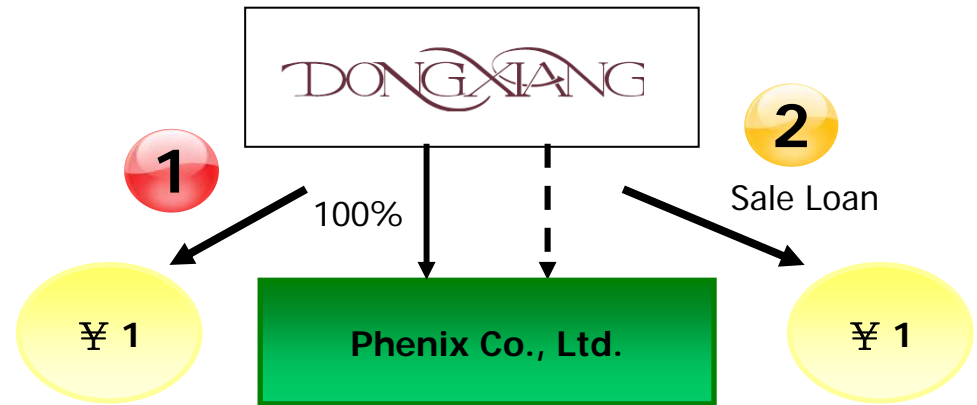 DONGXIANG
1
2
Sale Loan
100%
¥ 1
Phenix Co., Ltd.
¥ 1